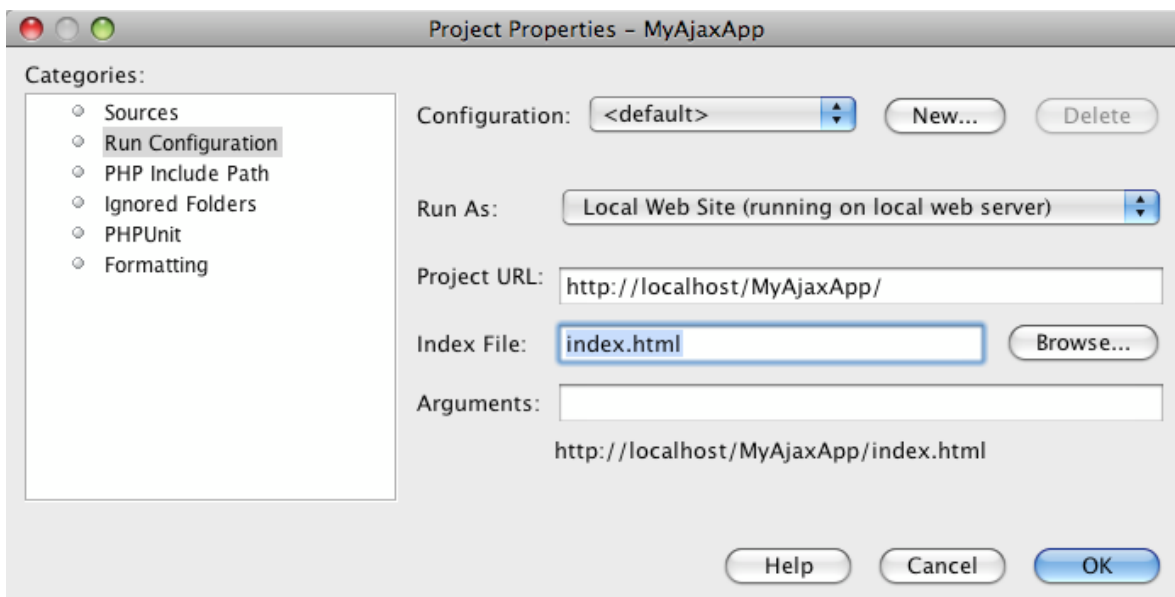 Project Properties – MyAjaxApp
Categories:
Sources
Run Configuration
PHP Include Path
Ignored Folders
PHPUnit
Formatting
Configuration: <default> New... Delete
Run As: Local Web Site (running on local web server)
Project URL: http://localhost/MyAjaxApp/
Index File: index.html Browse...
Arguments:
http://localhost/MyAjaxApp/index.html
Help Cancel OK